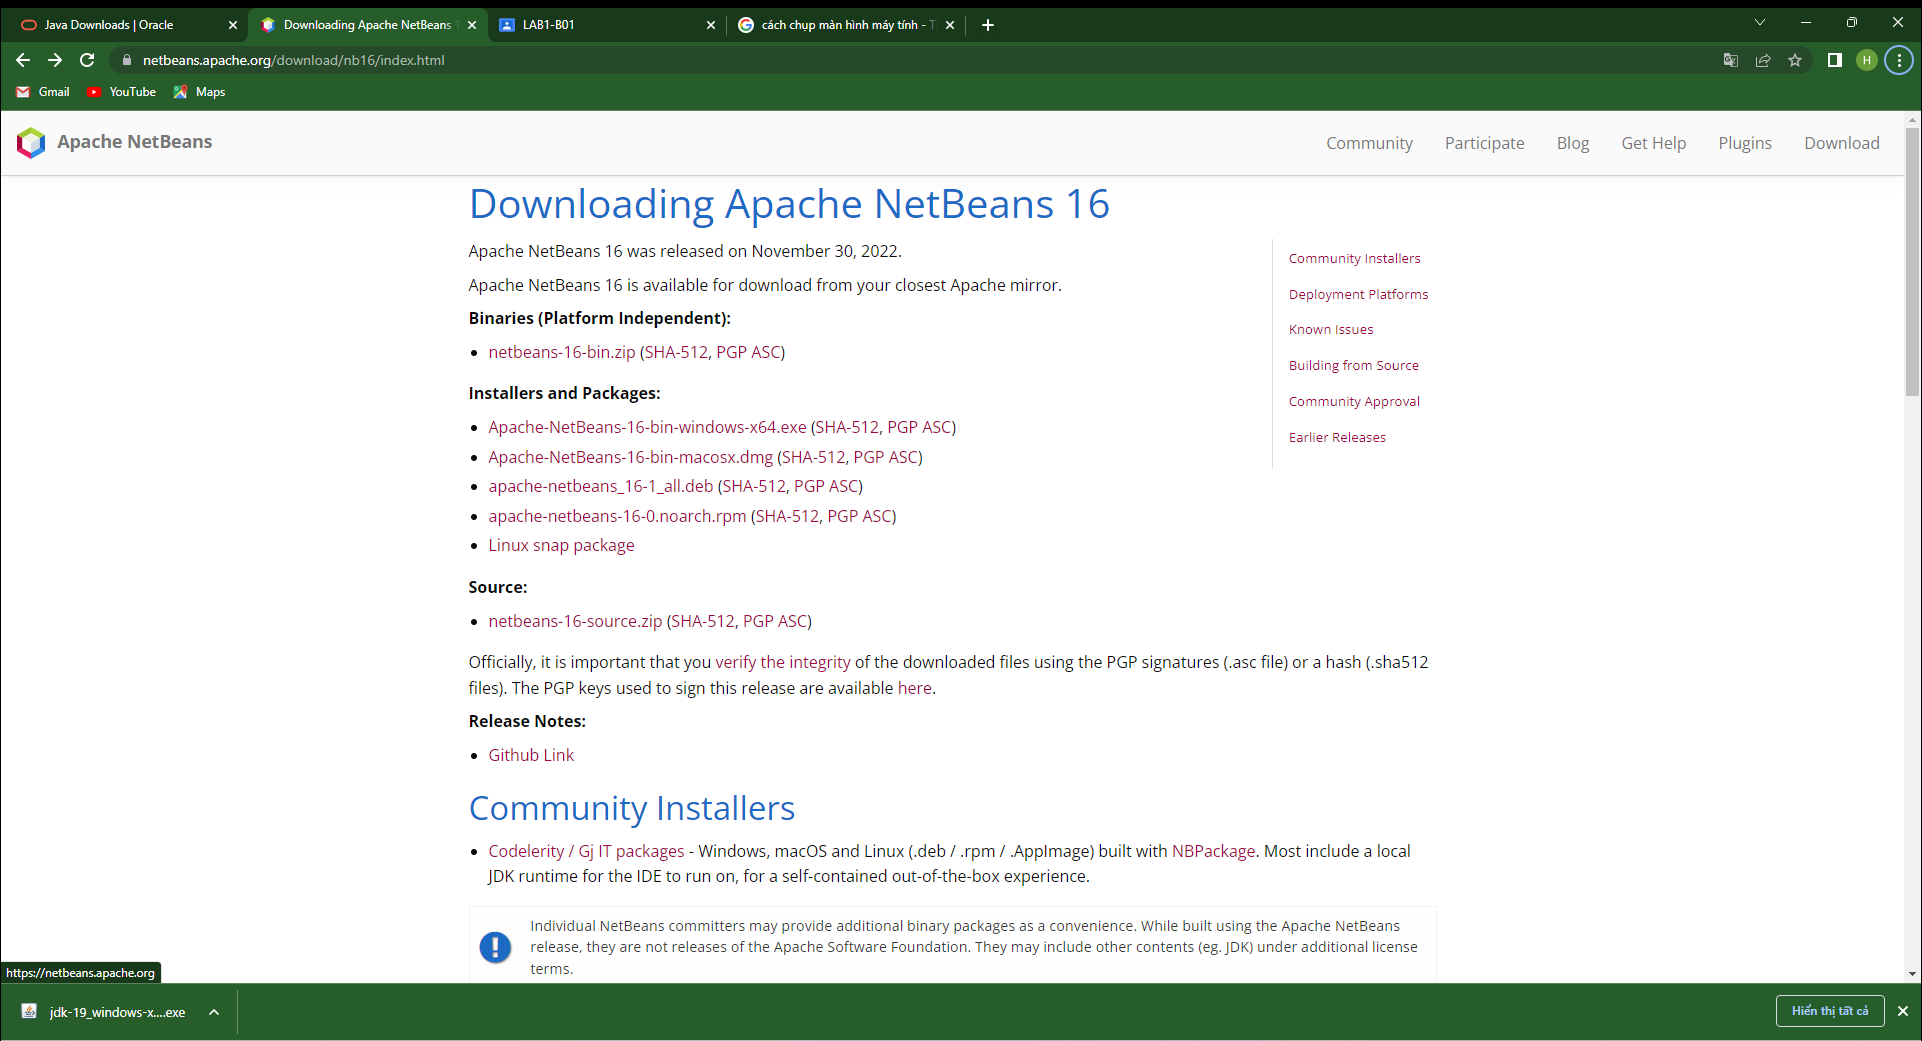 Java Downloads | Oracle
Downloading Apache NetBeans 1
LAB1-B01
cách chụp màn hình máy tính - T
netbeans.apache.org/download/nb16/index.html
H
Gmail
YouTube
Maps
Apache NetBeans
Community
Participate
Blog
Get Help
Plugins
Download
Downloading Apache NetBeans 16
Apache NetBeans 16 was released on November 30, 2022.
Apache NetBeans 16 is available for download from your closest Apache mirror.
Binaries (Platform Independent):
netbeans-16-bin.zip (SHA-512, PGP ASC)
Installers and Packages:
Apache-NetBeans-16-bin-windows-x64.exe (SHA-512, PGP ASC)
Apache-NetBeans-16-bin-macosx.dmg (SHA-512, PGP ASC)
apache-netbeans_16-1_all.deb (SHA-512, PGP ASC)
apache-netbeans-16-0.noarch.rpm (SHA-512, PGP ASC)
Linux snap package
Source:
netbeans-16-source.zip (SHA-512, PGP ASC)
Officially, it is important that you verify the integrity of the downloaded files using the PGP signatures (.asc file) or a hash (.sha512
files). The PGP keys used to sign this release are available here.
Release Notes:
Github Link
Community Installers
Codelerity / Gj IT packages - Windows, macOS and Linux (.deb / .rpm / .AppImage) built with NBPackage. Most include a local
JDK runtime for the IDE to run on, for a self-contained out-of-the-box experience.
Individual NetBeans committers may provide additional binary packages as a convenience. While built using the Apache NetBeans
release, they are not releases of the Apache Software Foundation. They may include other contents (eg. JDK) under additional license
terms.
Community Installers
Deployment Platforms
Known Issues
Building from Source
Community Approval
Earlier Releases
https://netbeans.apache.org
jdk-19_windows-x....exe
Hiển thị tất cả